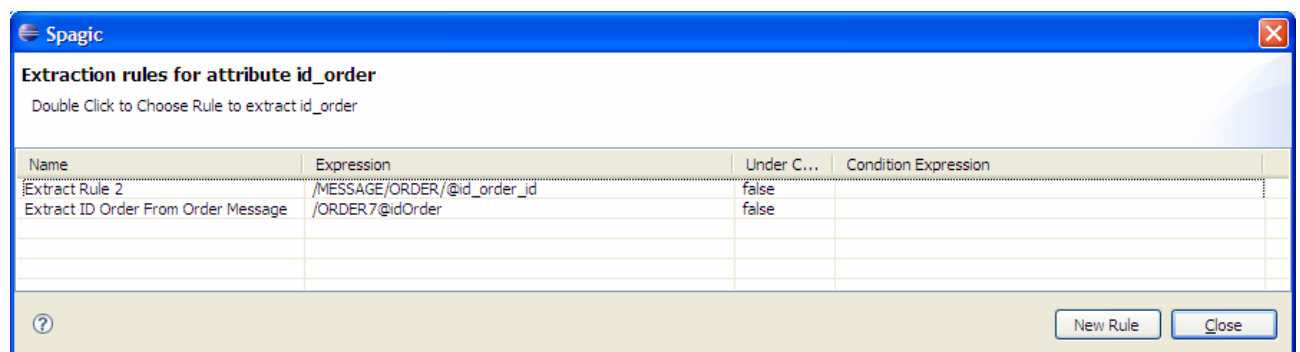 Spagic
Extraction rules for attribute id_order
Double Click to Choose Rule to extract id_order
Name Expression Under C... Condition Expression
Extract Rule 2 /MESSAGE/ORDER/@id_order_id false
Extract ID Order From Order Message /ORDER7@idOrder false
? New Rule Close